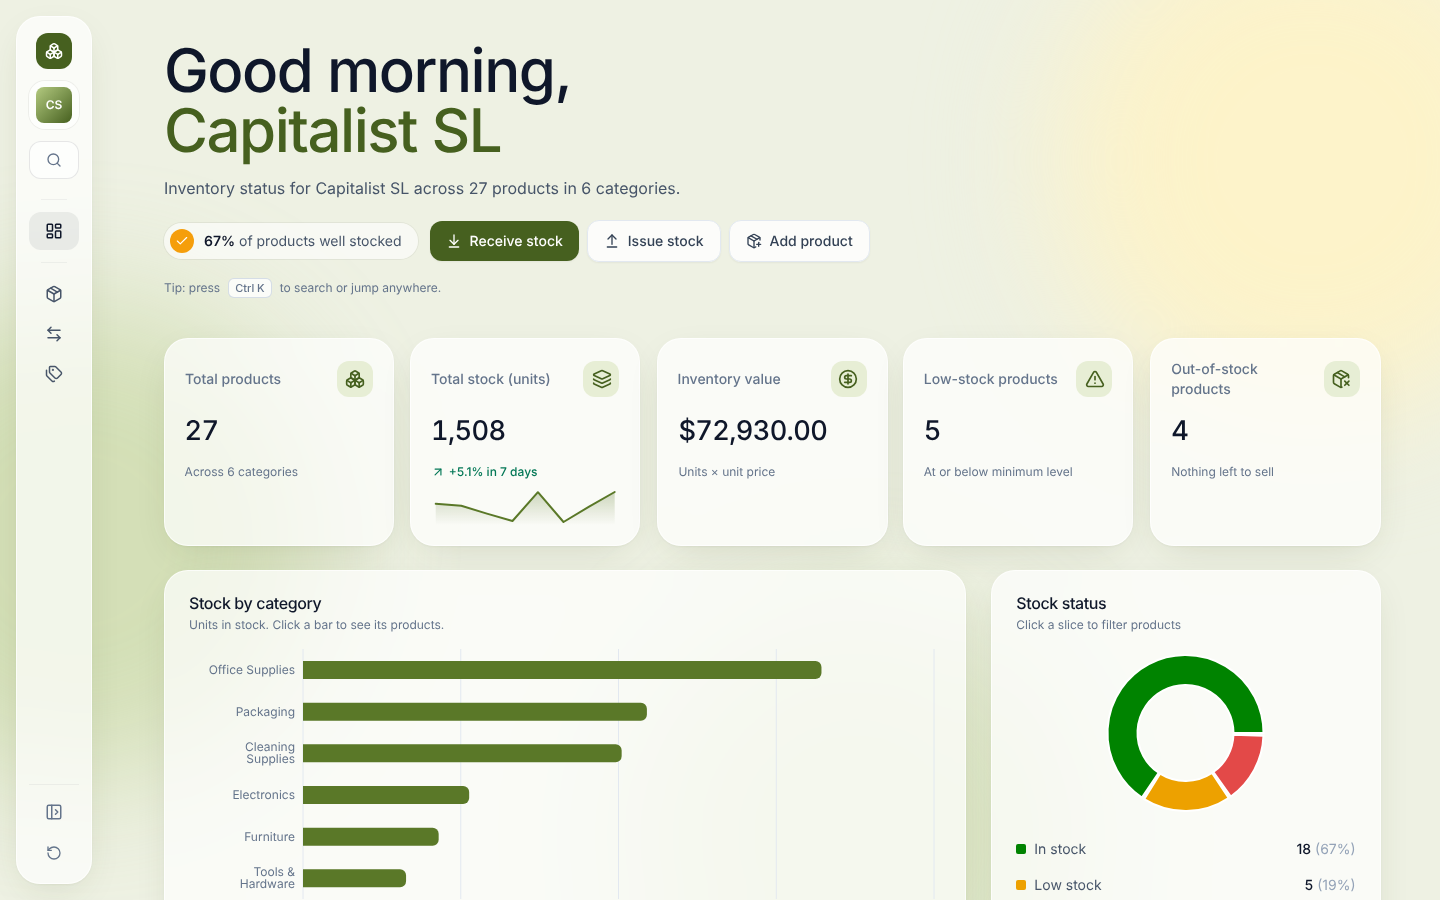 CS
Good morning,
Capitalist SL
Inventory status for Capitalist SL across 27 products in 6 categories.
67% of products well stocked
Receive stock
Issue stock
Add product
Tip: press Ctrl K to search or jump anywhere.
Total products
27
Across 6 categories
Total stock (units)
1,508
+5.1% in 7 days
Inventory value
$72,930.00
Units × unit price
Low-stock products
5
At or below minimum level
Out-of-stock
products
4
Nothing left to sell
Stock by category
Units in stock. Click a bar to see its products.
Office Supplies
Packaging
Cleaning
Supplies
Electronics
Furniture
Tools &
Hardware
Stock status
Click a slice to filter products
In stock 18 (67%)
Low stock 5 (19%)